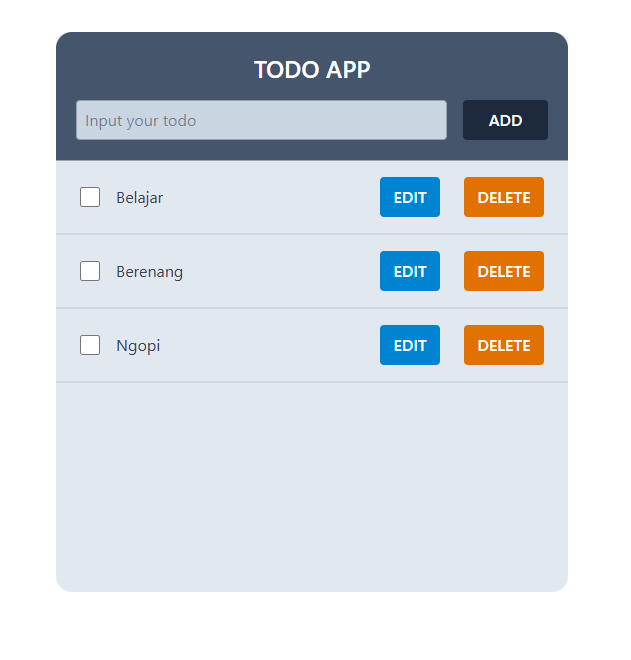 TODO APP
Input your todo ADD
Belajar EDIT DELETE
Berenang EDIT DELETE
Ngopi EDIT DELETE